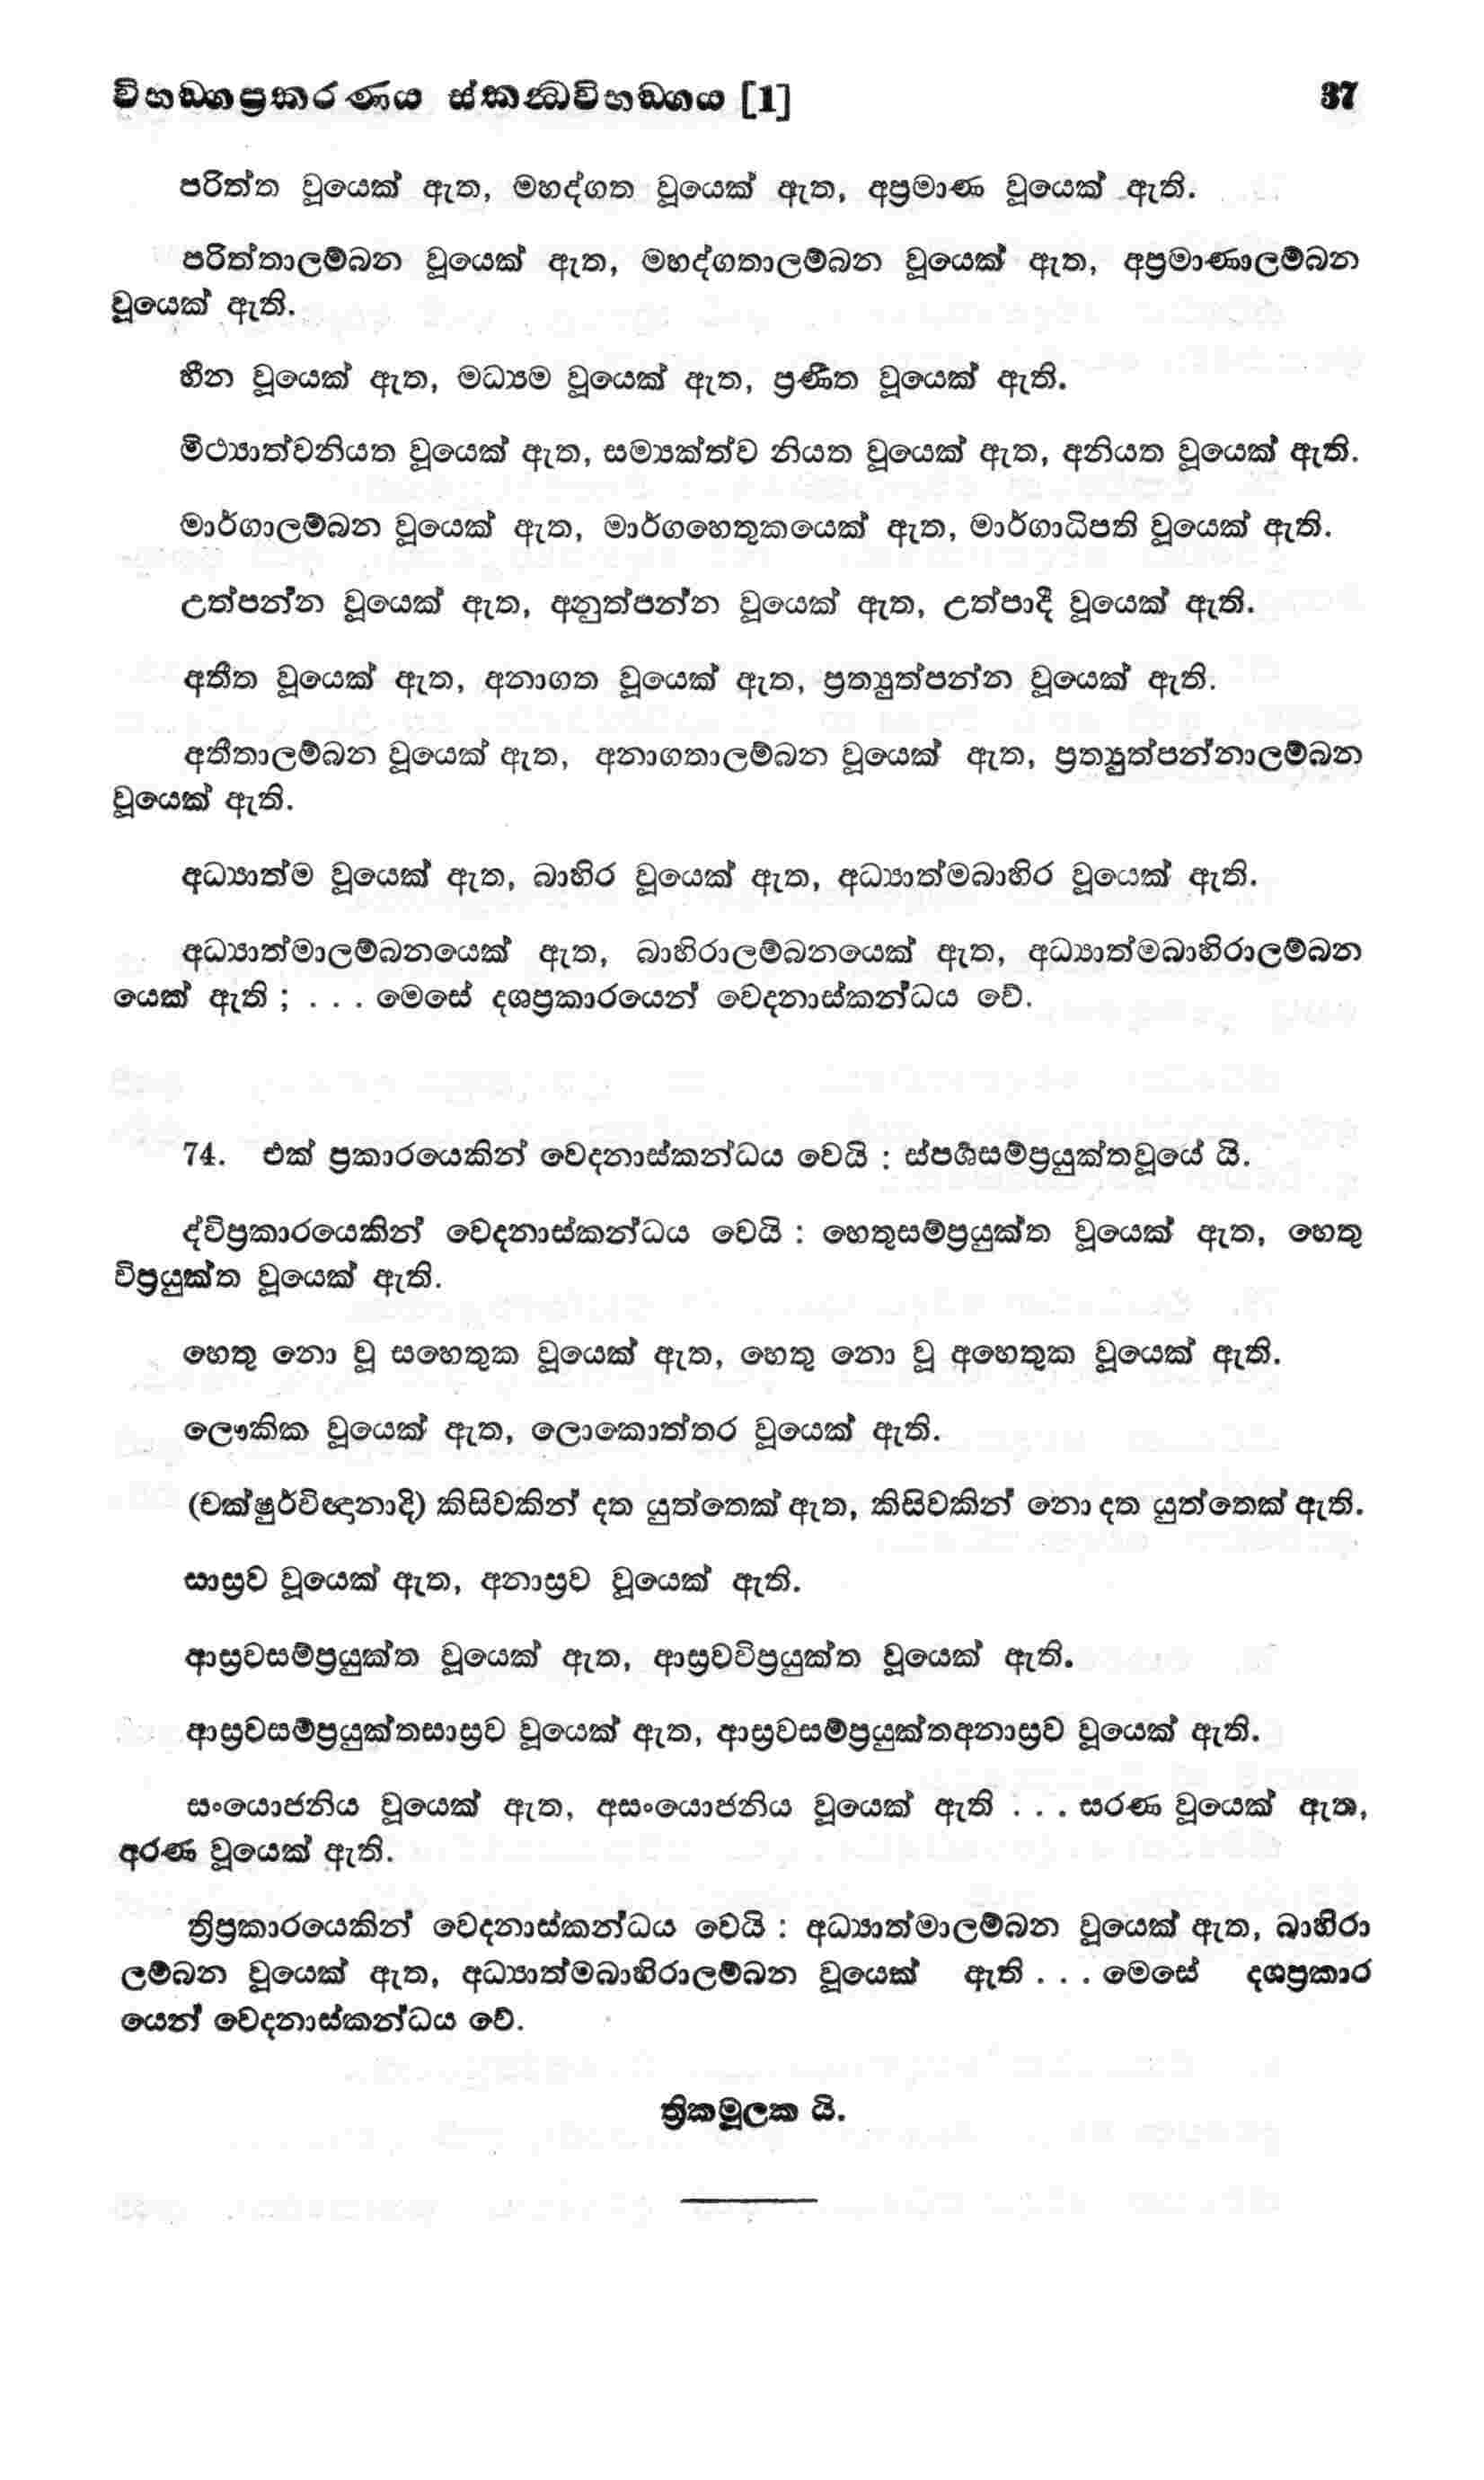 විභඞ්ගප්‍රකරණය ස්කන්‍ධවිභඞ්ගය [1] 37
පරිත්ත වූයෙක් ඇත, මහද්ගත වූයෙක් ඇත, අප්‍රමාණ වූයෙක් ඇති.
පරිත්තාලම්බන වූයෙක් ඇත, මහද්ගතාලම්බන වූයෙක් ඇත, අප්‍රමාණාලම්බන
වූයෙක් ඇති.
හීන වූයෙක් ඇත, මධ්‍යම වූයෙක් ඇත, ප්‍රණීත වූයෙක් ඇති.
මිථ්‍යාත්වනියත වූයෙක් ඇත, සම්‍යක්ත්ව නියත වූයෙක් ඇත, අනියත වූයෙක් ඇති.
මාර්ගාලම්බන වූයෙක් ඇත, මාර්ගහෙතුකයෙක් ඇත, මාර්ගාධිපති වූයෙක් ඇති.
උත්පන්න වූයෙක් ඇත, අනුත්පන්න වූයෙක් ඇත, උත්පාදී වූයෙක් ඇති.
අතීත වූයෙක් ඇත, අනාගත වූයෙක් ඇත, ප්‍රත්‍යුත්පන්න වූයෙක් ඇති.
අතීතාලම්බන වූයෙක් ඇත, අනාගතාලම්බන වූයෙක් ඇත, ප්‍රත්‍යුත්පන්නාලම්බන
වූයෙක් ඇති.
අධ්‍යාත්ම වූයෙක් ඇත, බාහිර වූයෙක් ඇත, අධ්‍යාත්මබාහිර වූයෙක් ඇති.
අධ්‍යාත්මාලම්බනයෙක් ඇත, බාහිරාලම්බනයෙක් ඇත, අධ්‍යාත්මබාහිරාලම්බන
යෙක් ඇති ; . . . මෙසේ දශප්‍රකාරයෙන් වෙදනාස්කන්ධය වේ.
74. එක් ප්‍රකාරයෙකින් වෙදනාස්කන්ධය වෙයි : ස්පර්‍ශසම්ප්‍රයුක්තවූයේ යි.
ද්විප්‍රකාරයෙකින් වෙදනාස්කන්ධය වෙයි : හෙතුසම්ප්‍රයුක්ත වූයෙක් ඇත, හෙතු
විප්‍රයුක්ත වූයෙක් ඇති.
හෙතු නො වූ සහෙතුක වූයෙක් ඇත, හෙතු නො වූ අහෙතුක වූයෙක් ඇති.
ලෞකික වූයෙක් ඇත, ලොකොත්තර වූයෙක් ඇති.
(චක්ෂුර්විඥානාදි) කිසිවකින් දත යුත්තෙක් ඇත, කිසිවකින් නො දත යුත්තෙක් ඇති.
සාස්‍රව වූයෙක් ඇත, අනාස්‍රව වූයෙක් ඇති.
ආස්‍රවසම්ප්‍රයුක්ත වූයෙක් ඇත, ආස්‍රවවිප්‍රයුක්ත වූයෙක් ඇති.
ආස්‍රවසම්ප්‍රයුක්තසාස්‍රව වූයෙක් ඇත, ආස්‍රවසම්ප්‍රයුක්තඅනාස්‍රව වූයෙක් ඇති.
සංයොජනිය වූයෙක් ඇත, අසංයොජනිය වූයෙක් ඇති . . . සරණ වූයෙක් ඇත,
අරණ වූයෙක් ඇති.
ත්‍රිප්‍රකාරයෙකින් වෙදනාස්කන්ධය වෙයි : අධ්‍යාත්මාලම්බන වූයෙක් ඇත, බාහිරා
ලම්බන වූයෙක් ඇත, අධ්‍යාත්මබාහිරාලම්බන වූයෙක් ඇති . . . මෙසේ දශප්‍රකාර
යෙන් වෙදනාස්කන්ධය වේ.
ත්‍රිකමූලක යි.